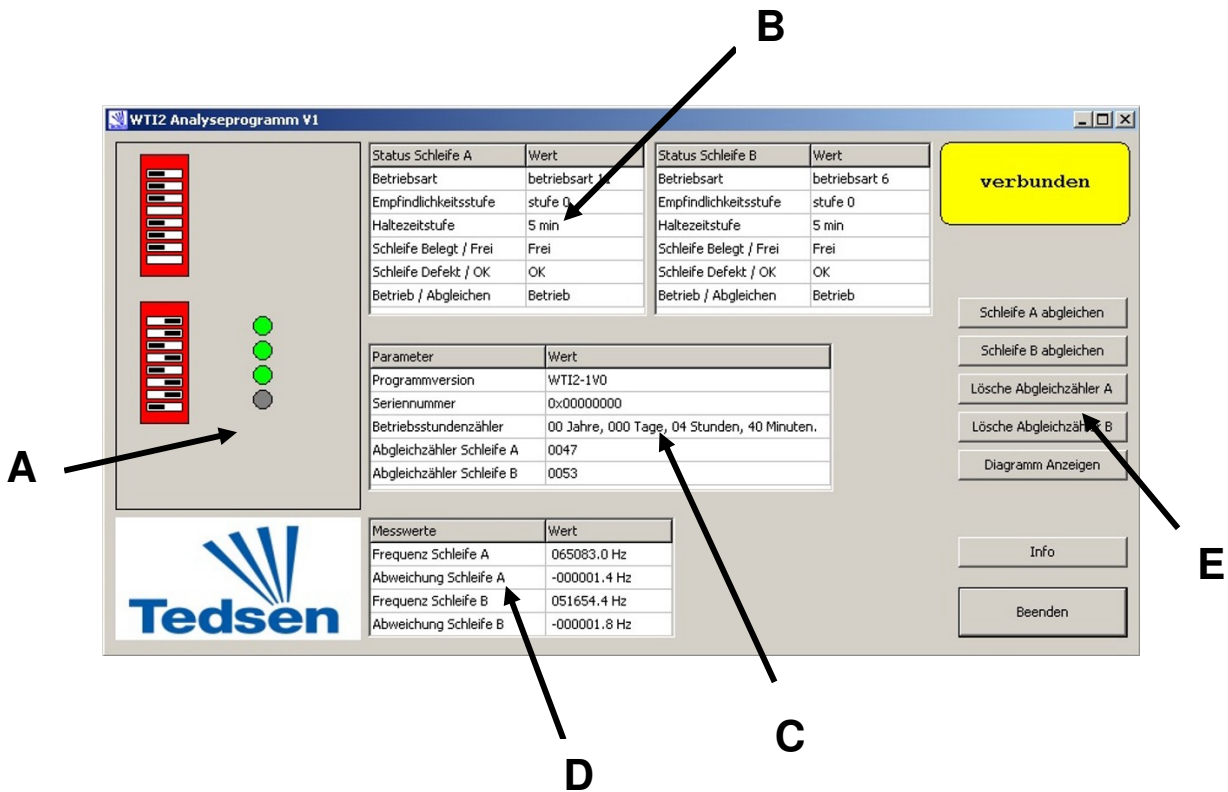 B
WTI2 Analyseprogramm V1
Status Schleife A Wert
Betriebsart betriebsart
Empfindlichkeitsstufe stufe 0
Haltezeitstufe 5 min
Schleife Belegt / Frei Frei
Schleife Defekt / OK OK
Betrieb / Abgleichen Betrieb
Status Schleife B Wert
Betriebsart betriebsart 6
Empfindlichkeitsstufe stufe 0
Haltezeitstufe 5 min
Schleife Belegt / Frei Frei
Schleife Defekt / OK OK
Betrieb / Abgleichen Betrieb
verbunden
Parameter Wert
Programmversion WTI2-1V0
Seriennummer 0x00000000
Betriebsstundenzähler 00 Jahre, 000 Tage, 04 Stunden, 40 Minuten.
Abgleichzähler Schleife A 0047
Abgleichzähler Schleife B 0053
Schleife A abgleichen
Schleife B abgleichen
Lösche Abgleichzähler A
Lösche Abgleichzähler B
Diagramm Anzeigen
A
Messwerte Wert
Frequenz Schleife A 065083.0 Hz
Abweichung Schleife A -000001.4 Hz
Frequenz Schleife B 051654.4 Hz
Abweichung Schleife B -000001.8 Hz
Tedsen
Info
Beenden
E
C
D